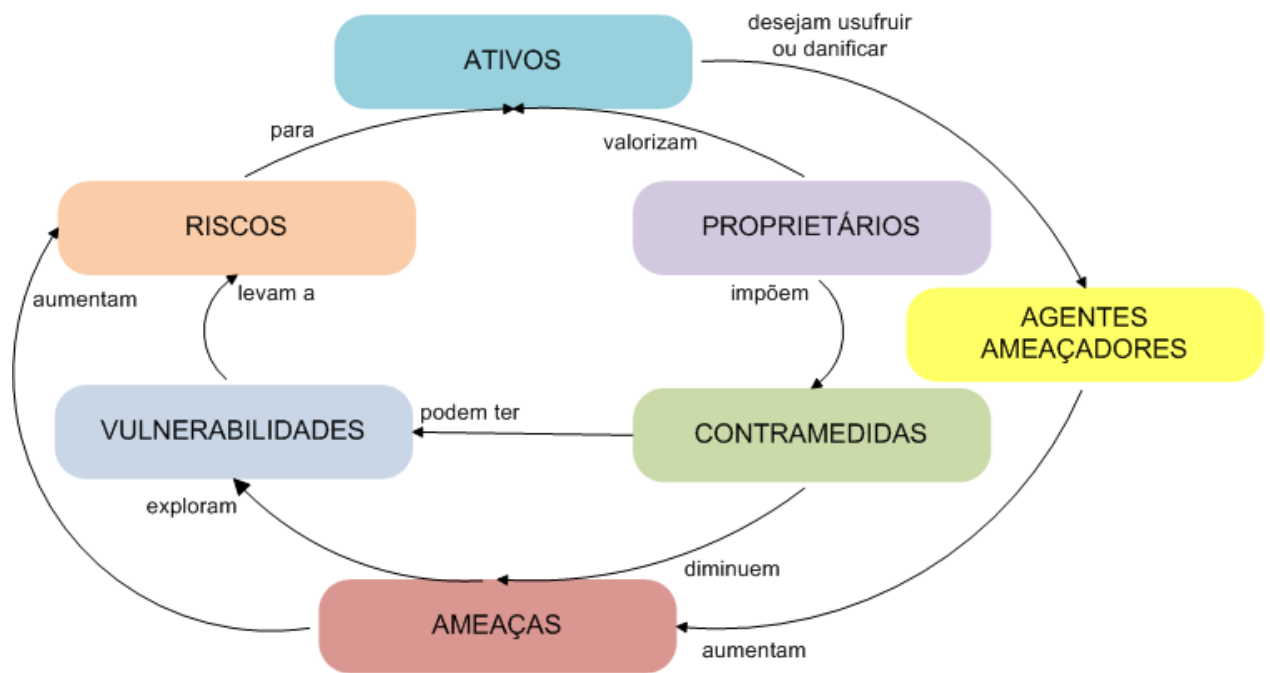 desejam usufruir
ou danificar
ATIVOS
para
valorizam
RISCOS
PROPRIETÁRIOS
aumentam
levam a
impõem
AGENTES
AMEAÇADORES
podem ter
VULNERABILIDADES
CONTRAMEDIDAS
exploram
diminuem
AMEAÇAS
aumentam